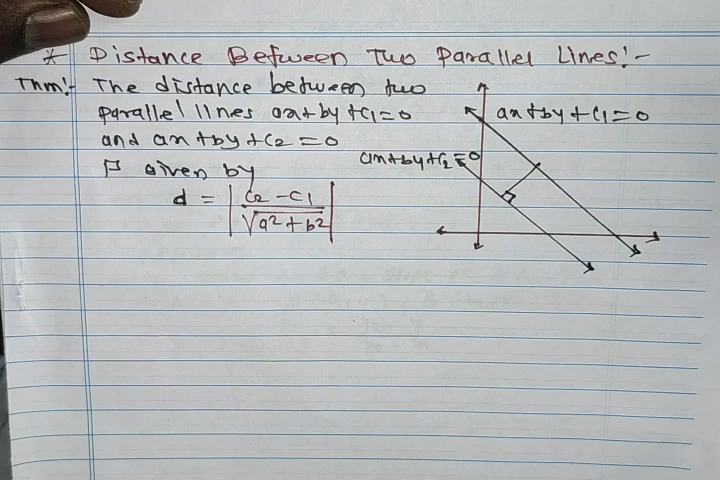 * Distance Between Two Parallel Lines:-
Thm:- The distance between two
parallel lines ax+by+c1=0
and ax+by+c2=0
is given by
d = | c2-c1 / √a²+b² |
ax+by+c1=0
ax+by+c2=0